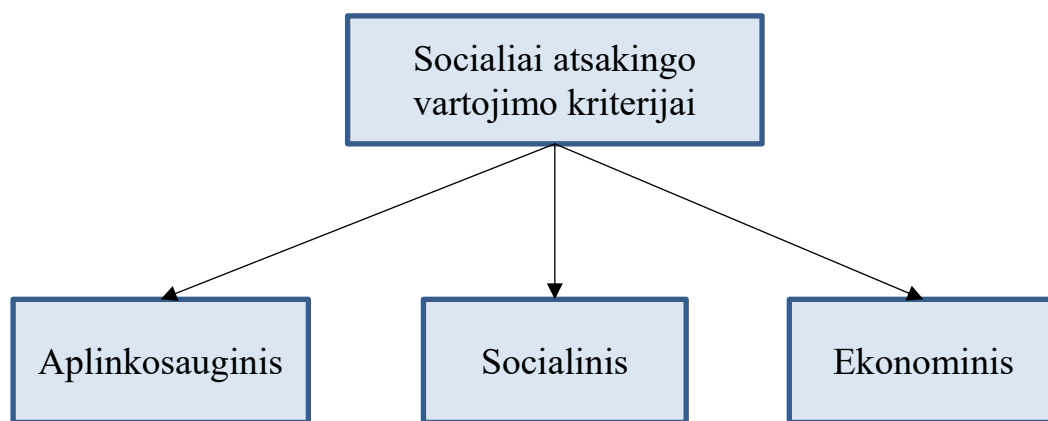 Socialiai atsakingo
vartojimo kriterijai
Aplinkosauginis
Socialinis
Ekonominis